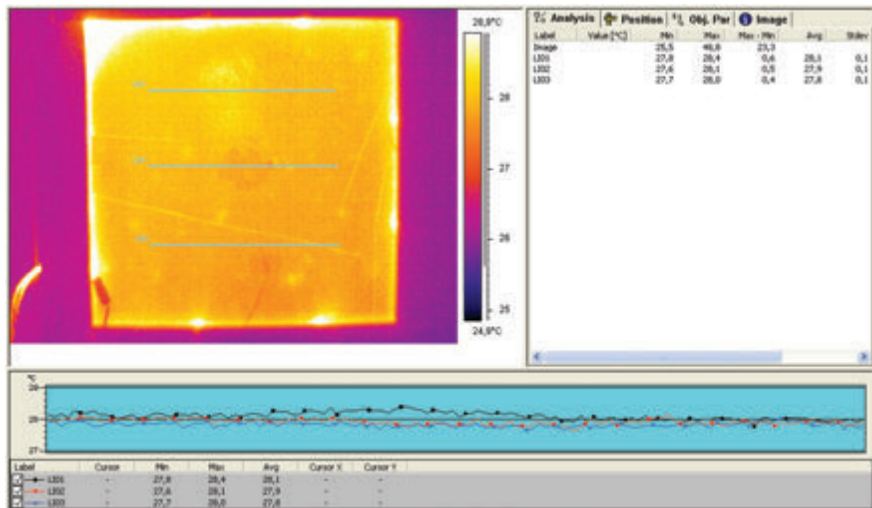 28,8°C
28
27
26
25
24,8°C
Analysis Position Obj. Par Image
Label Value [°C] Min Max Max - Min Avg Stdev
Image 25,5 48,8 23,3
LI01 27,8 28,4 0,6 28,1 0,1
LI02 27,6 28,1 0,5 27,9 0,1
LI03 27,7 28,0 0,4 27,8 0,1
°C
28
27
Label Cursor Min Max Avg Cursor X Cursor Y
LI01 - 27,8 28,4 28,1 - -
LI02 - 27,6 28,1 27,9 - -
LI03 - 27,7 28,0 27,8 - -